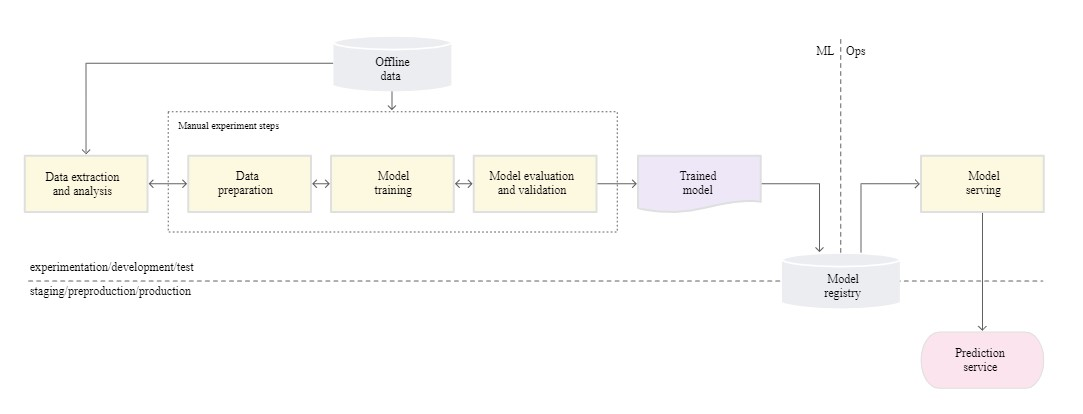 Offline
data
ML
Ops
Manual experiment steps
Data extraction
and analysis
Data
preparation
Model
training
Model evaluation
and validation
Trained
model
Model
serving
experimentation/development/test
staging/preproduction/production
Model
registry
Prediction
service